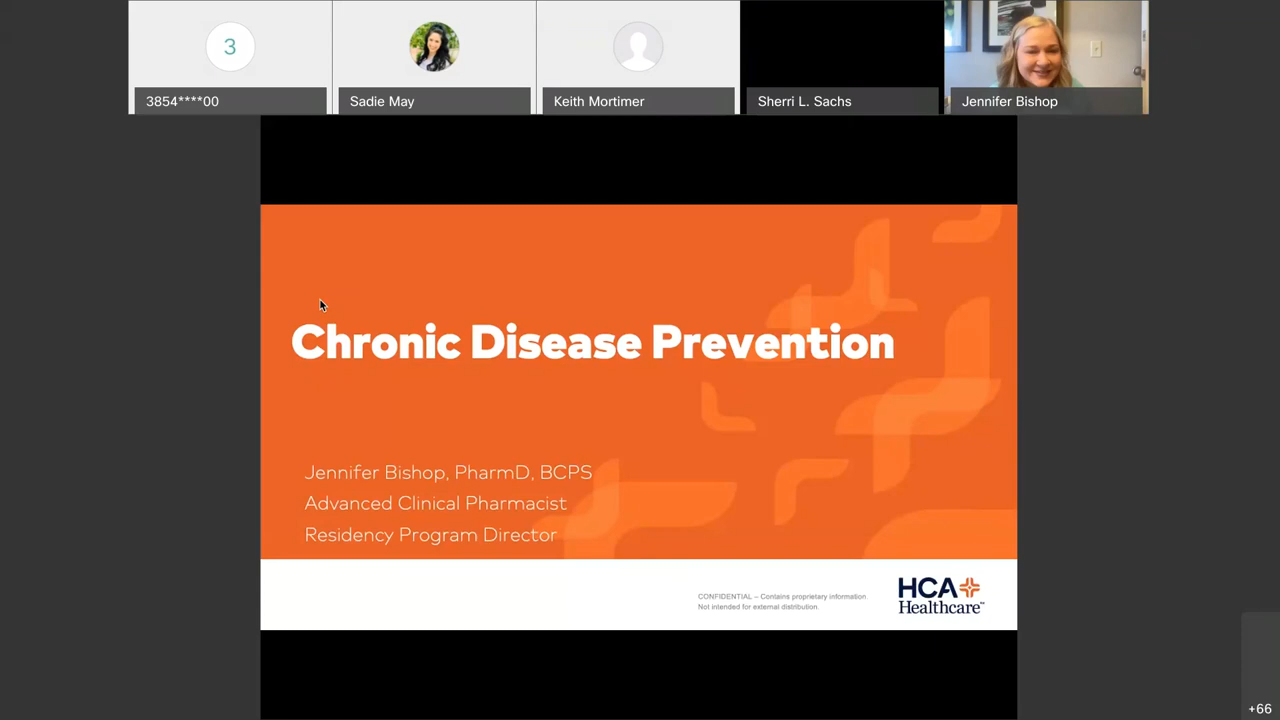 3
3854****00
Sadie May
Keith Mortimer
Sherri L. Sachs
Jennifer Bishop
Chronic Disease Prevention
Jennifer Bishop, PharmD, BCPS
Advanced Clinical Pharmacist
Residency Program Director
CONFIDENTIAL – Contains proprietary information.
Not intended for external distribution.
HCA
Healthcare™
+66